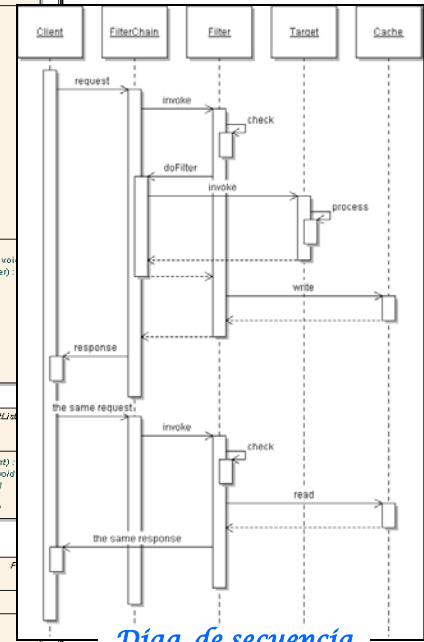 Client
FilterChain
Filter
Target
Cache
request
invoke
check
doFilter
invoke
process
write
response
the same request
invoke
check
read
the same response
Diag. de secuencia